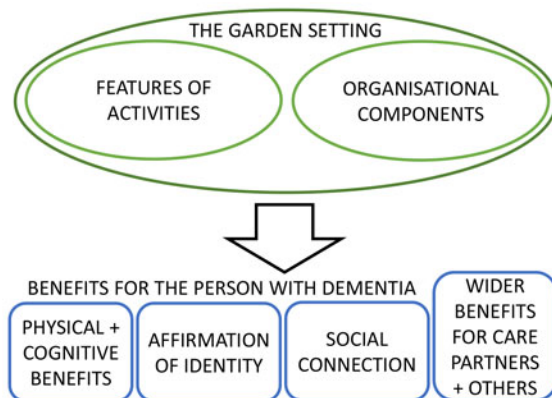 THE GARDEN SETTING
FEATURES OF
ACTIVITIES
ORGANISATIONAL
COMPONENTS
BENEFITS FOR THE PERSON WITH DEMENTIA
PHYSICAL +
COGNITIVE
BENEFITS
AFFIRMATION
OF IDENTITY
SOCIAL
CONNECTION
WIDER
BENEFITS
FOR CARE
PARTNERS
+ OTHERS